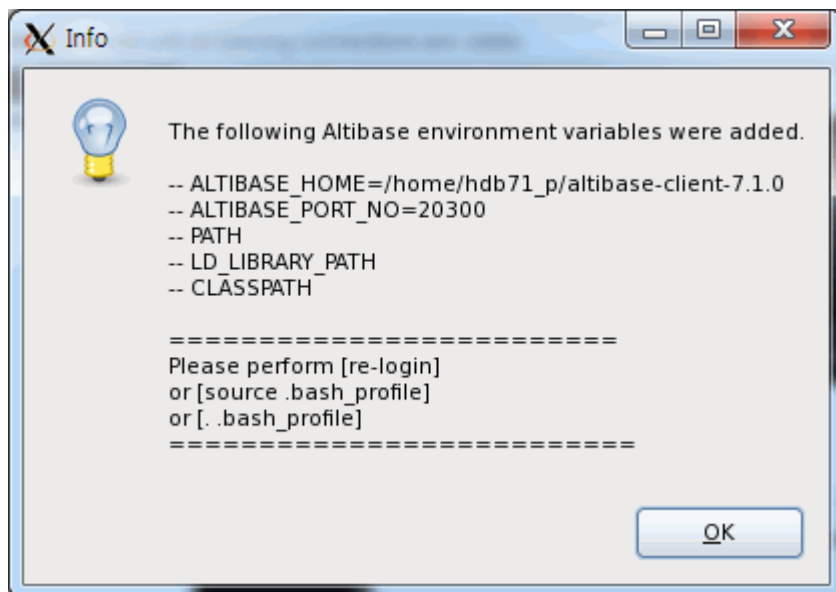 Info
The following Altibase environment variables were added.
-- ALTIBASE_HOME=/home/hdb71_p/altibase-client-7.1.0
-- ALTIBASE_PORT_NO=20300
-- PATH
-- LD_LIBRARY_PATH
-- CLASSPATH
=========================
Please perform [re-login]
or [source .bash_profile]
or [. .bash_profile]
==========================
OK